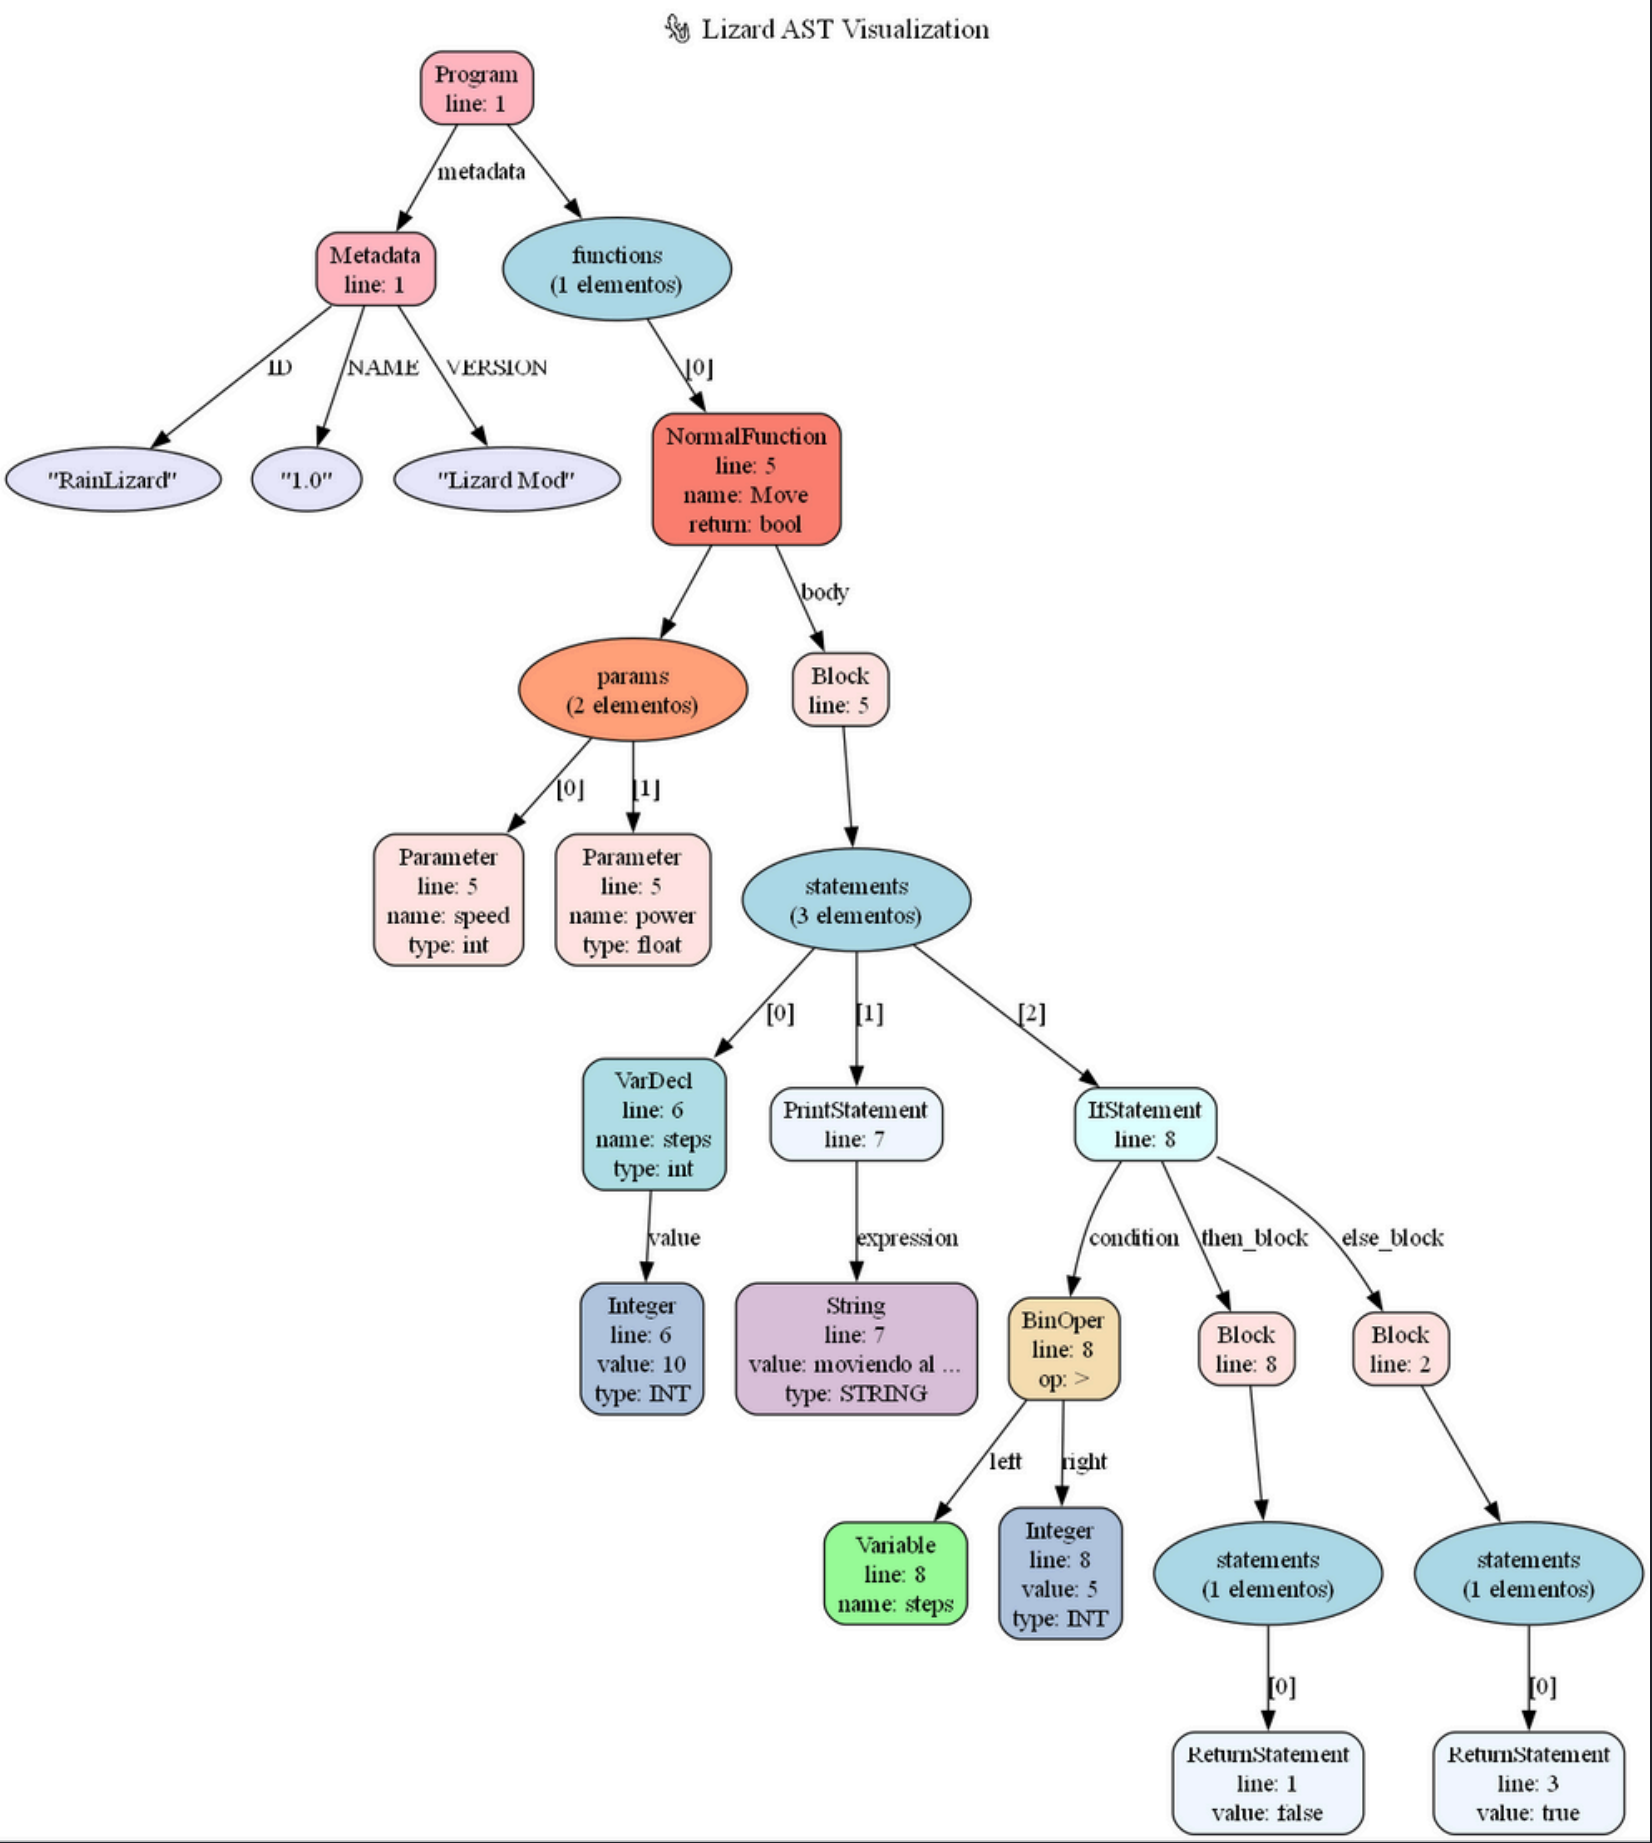 Lizard AST Visualization
Program
line: 1
metadata
Metadata
line: 1
functions
(1 elementos)
ID
NAME
VERSION
[0]
"RainLizard"
"1.0"
"Lizard Mod"
NormalFunction
line: 5
name: Move
return: bool
body
params
(2 elementos)
Block
line: 5
[0]
[1]
Parameter
line: 5
name: speed
type: int
Parameter
line: 5
name: power
type: float
statements
(3 elementos)
[0]
[1]
[2]
VarDecl
line: 6
name: steps
type: int
PrintStatement
line: 7
IfStatement
line: 8
value
expression
condition
then_block
else_block
Integer
line: 6
value: 10
type: INT
String
line: 7
value: moviendo al ...
type: STRING
BinOper
line: 8
op: >
Block
line: 8
Block
line: 2
left
right
Variable
line: 8
name: steps
Integer
line: 8
value: 5
type: INT
statements
(1 elementos)
statements
(1 elementos)
[0]
[0]
ReturnStatement
line: 1
value: false
ReturnStatement
line: 3
value: true